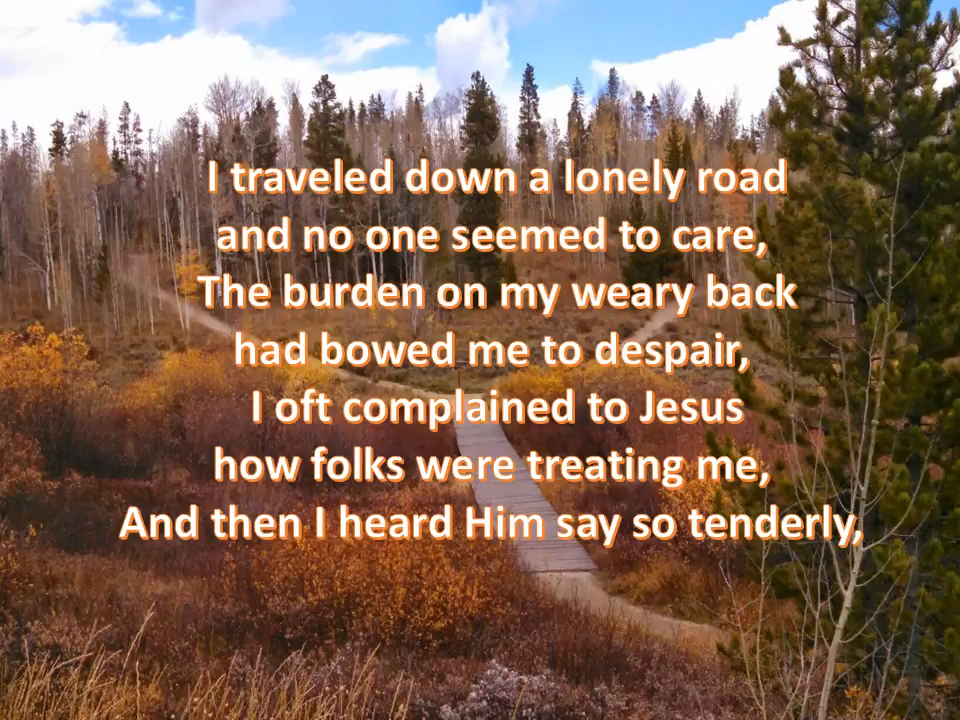 I traveled down a lonely road
and no one seemed to care,
The burden on my weary back
had bowed me to despair,
I oft complained to Jesus
how folks were treating me,
And then I heard Him say so tenderly,